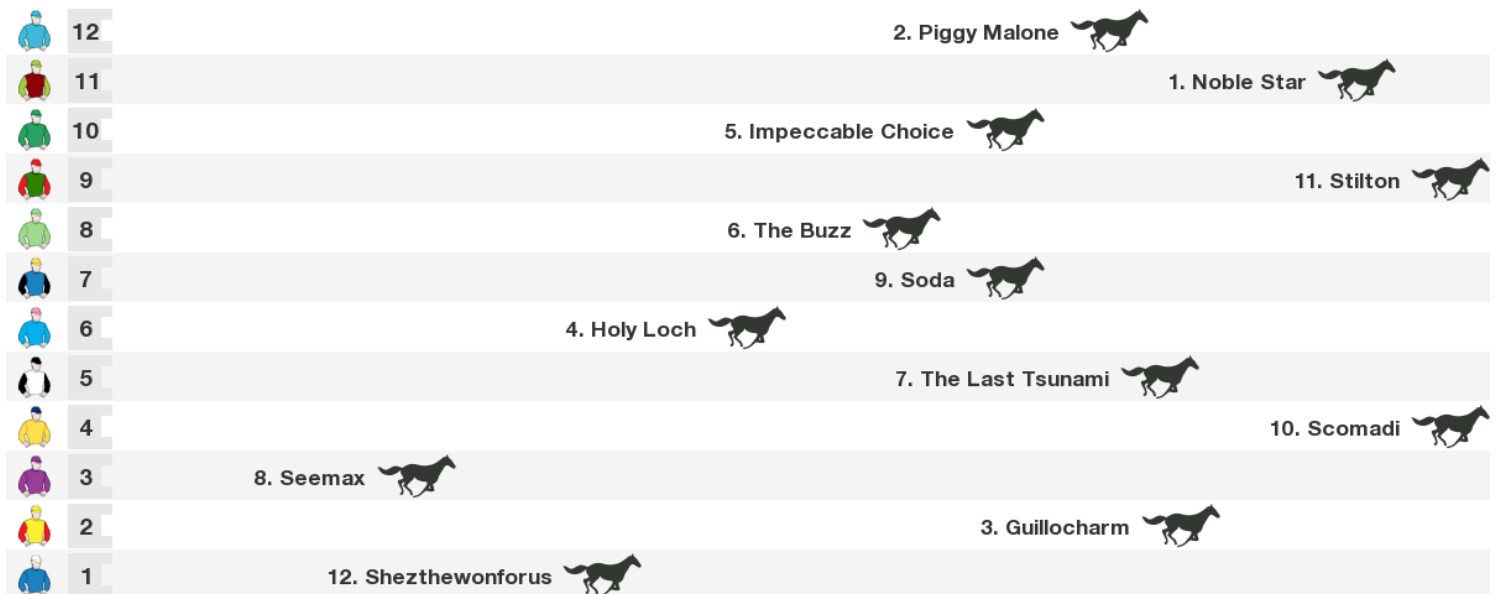 12 2. Piggy Malone
11 1. Noble Star
10 5. Impeccable Choice
9 11. Stilton
8 6. The Buzz
7 9. Soda
6 4. Holy Loch
5 7. The Last Tsunami
4 10. Scomadi
3 8. Seemax
2 3. Guillocharm
1 12. Shezthewonforus